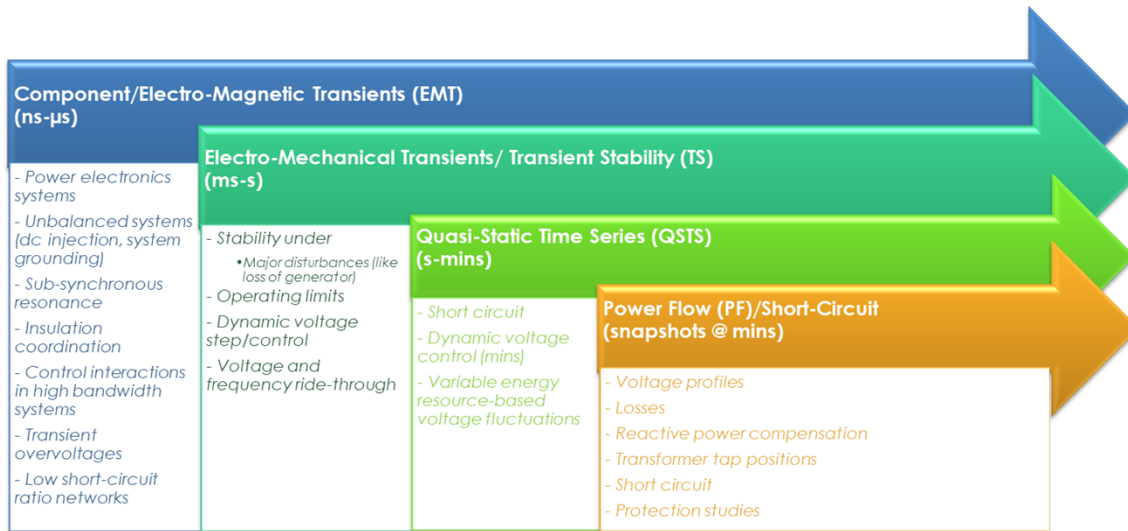 Component/Electro-Magnetic Transients (EMT)
(ns-µs)
- Power electronics
systems
- Unbalanced systems
(dc injection, system
grounding)
- Sub-synchronous
resonance
- Insulation
coordination
- Control interactions
in high bandwidth
systems
- Transient
overvoltages
- Low short-circuit
ratio networks
Electro-Mechanical Transients/ Transient Stability (TS)
(ms-s)
- Stability under
•Major disturbances (like
loss of generator)
- Operating limits
- Dynamic voltage
step/control
- Voltage and
frequency ride-through
Quasi-Static Time Series (QSTS)
(s-mins)
- Short circuit
- Dynamic voltage
control (mins)
- Variable energy
resource-based
voltage fluctuations
Power Flow (PF)/Short-Circuit
(snapshots @ mins)
- Voltage profiles
- Losses
- Reactive power compensation
- Transformer tap positions
- Short circuit
- Protection studies